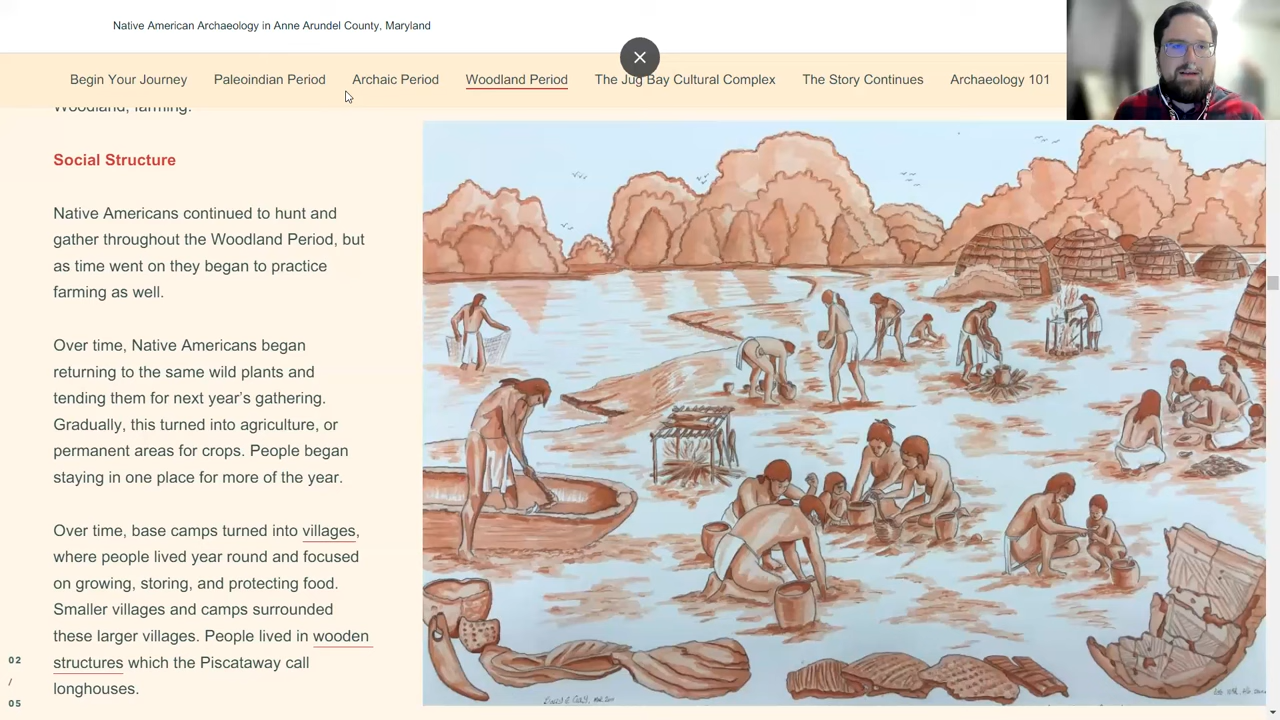 Native American Archaeology in Anne Arundel County, Maryland
Begin Your Journey
Paleoindian Period
Archaic Period
Woodland Period
The Jug Bay Cultural Complex
The Story Continues
Archaeology 101
Woodland, farming.
Social Structure
Native Americans continued to hunt and
gather throughout the Woodland Period, but
as time went on they began to practice
farming as well.
Over time, Native Americans began
returning to the same wild plants and
tending them for next year’s gathering.
Gradually, this turned into agriculture, or
permanent areas for crops. People began
staying in one place for more of the year.
Over time, base camps turned into villages,
where people lived year round and focused
on growing, storing, and protecting food.
Smaller villages and camps surrounded
these larger villages. People lived in wooden
structures which the Piscataway call
longhouses.
02
/
05